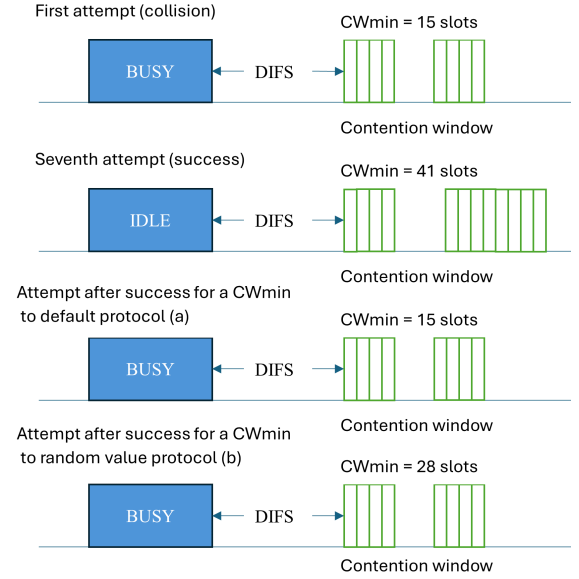 First attempt (collision)
CWmin = 15 slots
BUSY
DIFS
Contention window
Seventh attempt (success)
CWmin = 41 slots
IDLE
DIFS
Contention window
Attempt after success for a CWmin
to default protocol (a)
CWmin = 15 slots
BUSY
DIFS
Contention window
Attempt after success for a CWmin
to random value protocol (b)
CWmin = 28 slots
BUSY
DIFS
Contention window